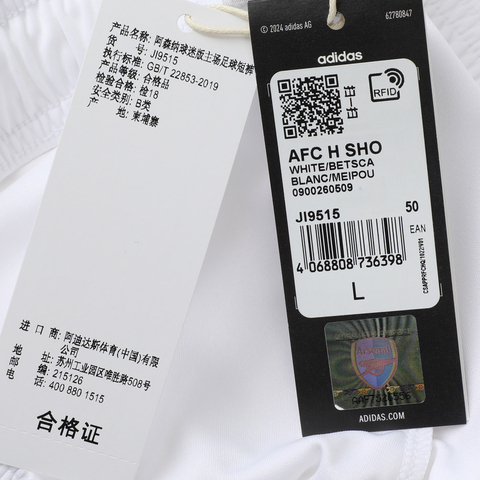 产品名称: 阿森纳球迷版主场足球短裤
货 号: JI9515
执行标准: GB/T 22853-2019
产品等级: 合格品
检验合格: 检18
安全类别: B类
产 地: 柬埔寨
进 口 商: 阿迪达斯体育(中国)有限公司
地 址: 苏州工业园区唯胜路508号
邮 编: 215126
电 话: 400 880 1515
合格证
© 2024 adidas AG
62780847
adidas
RFID
AFC H SHO
WHITE/BETSCA
BLANC/MEIPOU
0900260509
JI9515
50
EAN
4 068808 736398
L
Arsenal
ADIDAS.COM